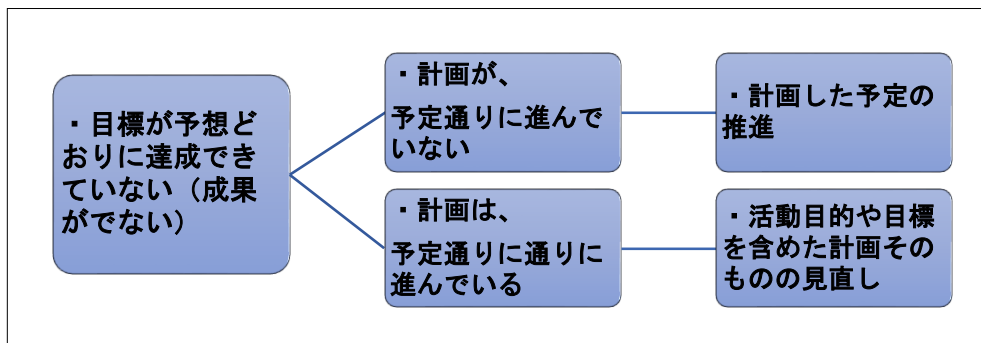 ・目標が予想ど
おりに達成でき
ていない（成果
がでない）
・計画が、
予定通りに進んで
いない
・計画した予定の
推進
・計画は、
予定通りに通りに
進んでいる
・活動目的や目標
を含めた計画その
ものの見直し